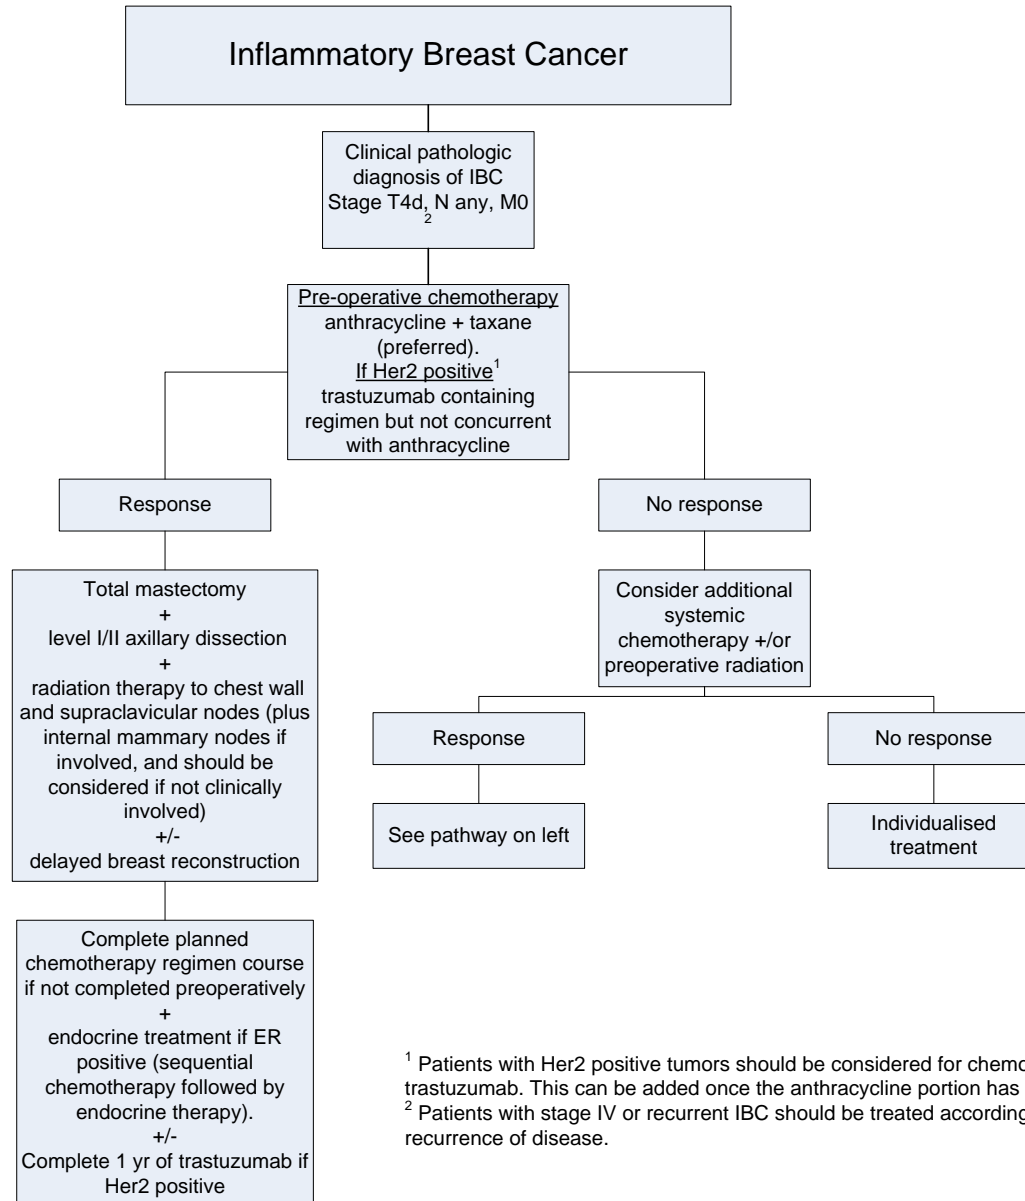 Inflammatory Breast Cancer
Clinical pathologic
diagnosis of IBC
Stage T4d, N any, M0
2
Pre-operative chemotherapy
anthracycline + taxane
(preferred).
If Her2 positive1
trastuzumab containing
regimen but not concurrent
with anthracycline
Response
No response
Total mastectomy
+
level I/II axillary dissection
+
radiation therapy to chest wall
and supraclavicular nodes (plus
internal mammary nodes if
involved, and should be
considered if not clinically
involved)
+/-
delayed breast reconstruction
Consider additional
systemic
chemotherapy +/or
preoperative radiation
Response
No response
See pathway on left
Individualised
treatment
Complete planned
chemotherapy regimen course
if not completed preoperatively
+
endocrine treatment if ER
positive (sequential
chemotherapy followed by
endocrine therapy).
+/-
Complete 1 yr of trastuzumab if
Her2 positive
1 Patients with Her2 positive tumors should be considered for chemo
trastuzumab. This can be added once the anthracycline portion has
2 Patients with stage IV or recurrent IBC should be treated according
recurrence of disease.